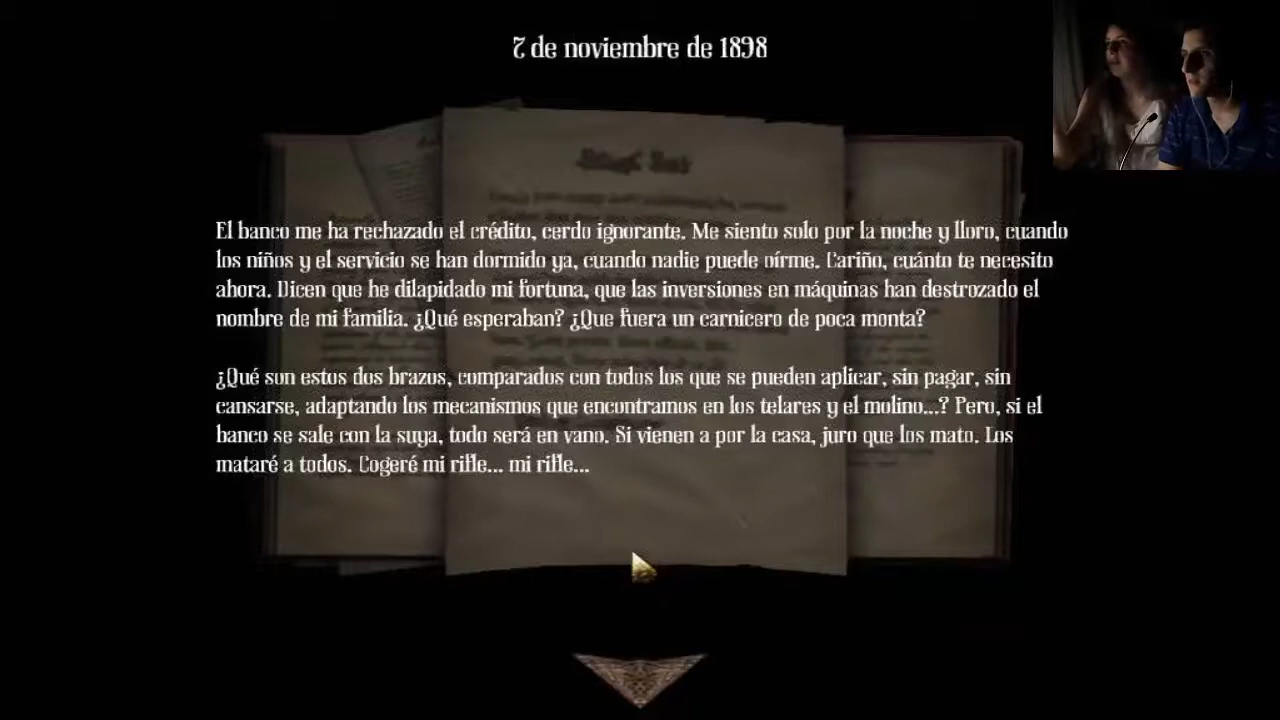 7 de noviembre de 1898
El banco me ha rechazado el crédito, cerdo ignorante. Me siento solo por la noche y lloro, cuando
los niños y el servicio se han dormido ya, cuando nadie puede oírme. Cariño, cuánto te necesito
ahora. Dicen que he dilapidado mi fortuna, que las inversiones en máquinas han destrozado el
nombre de mi familia. ¿Qué esperaban? ¿Que fuera un carnicero de poca monta?
¿Qué son estos dos brazos, comparados con todos los que se pueden aplicar, sin pagar, sin
cansarse, adaptando los mecanismos que encontramos en los telares y el molino...? Pero, si el
banco se sale con la suya, todo será en vano. Si vienen a por la casa, juro que los mato. Los
mataré a todos. Cogeré mi rifle... mi rifle...